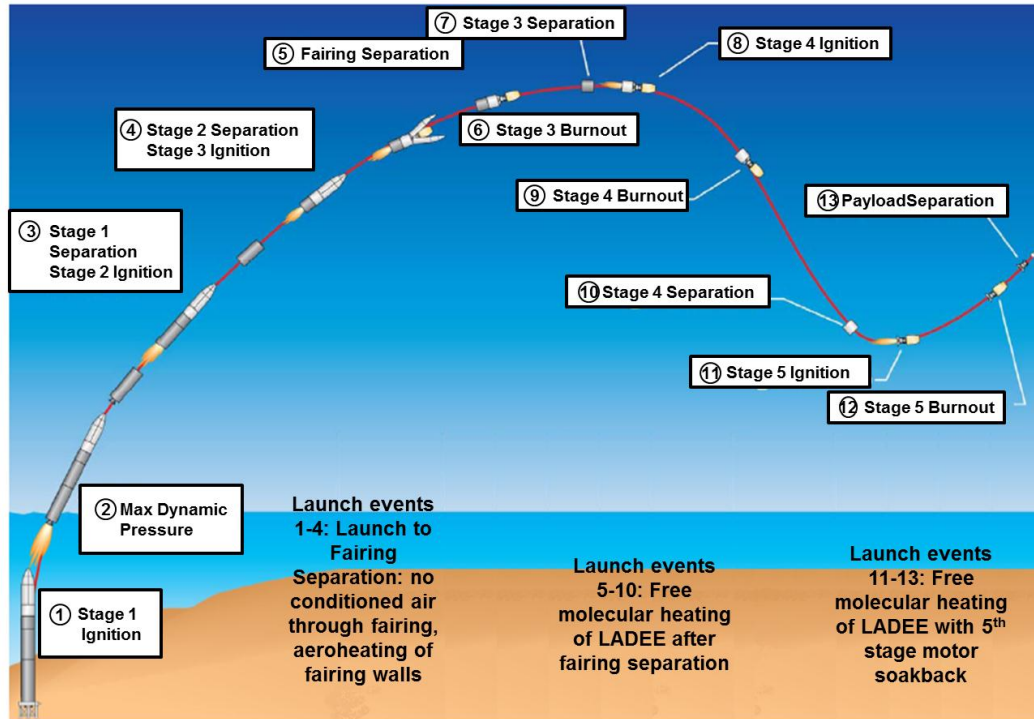 ⑦ Stage 3 Separation
⑤ Fairing Separation
⑧ Stage 4 Ignition
④ Stage 2 Separation
Stage 3 Ignition
⑥ Stage 3 Burnout
⑨ Stage 4 Burnout
⑬ PayloadSeparation
③ Stage 1
Separation
Stage 2 Ignition
⑩ Stage 4 Separation
⑪ Stage 5 Ignition
⑫ Stage 5 Burnout
② Max Dynamic
Pressure
① Stage 1
Ignition
Launch events
1-4: Launch to
Fairing
Separation: no
conditioned air
through fairing,
aeroheating of
fairing walls
Launch events
5-10: Free
molecular heating
of LADEE after
fairing separation
Launch events
11-13: Free
molecular heating
of LADEE with 5th
stage motor
soakback